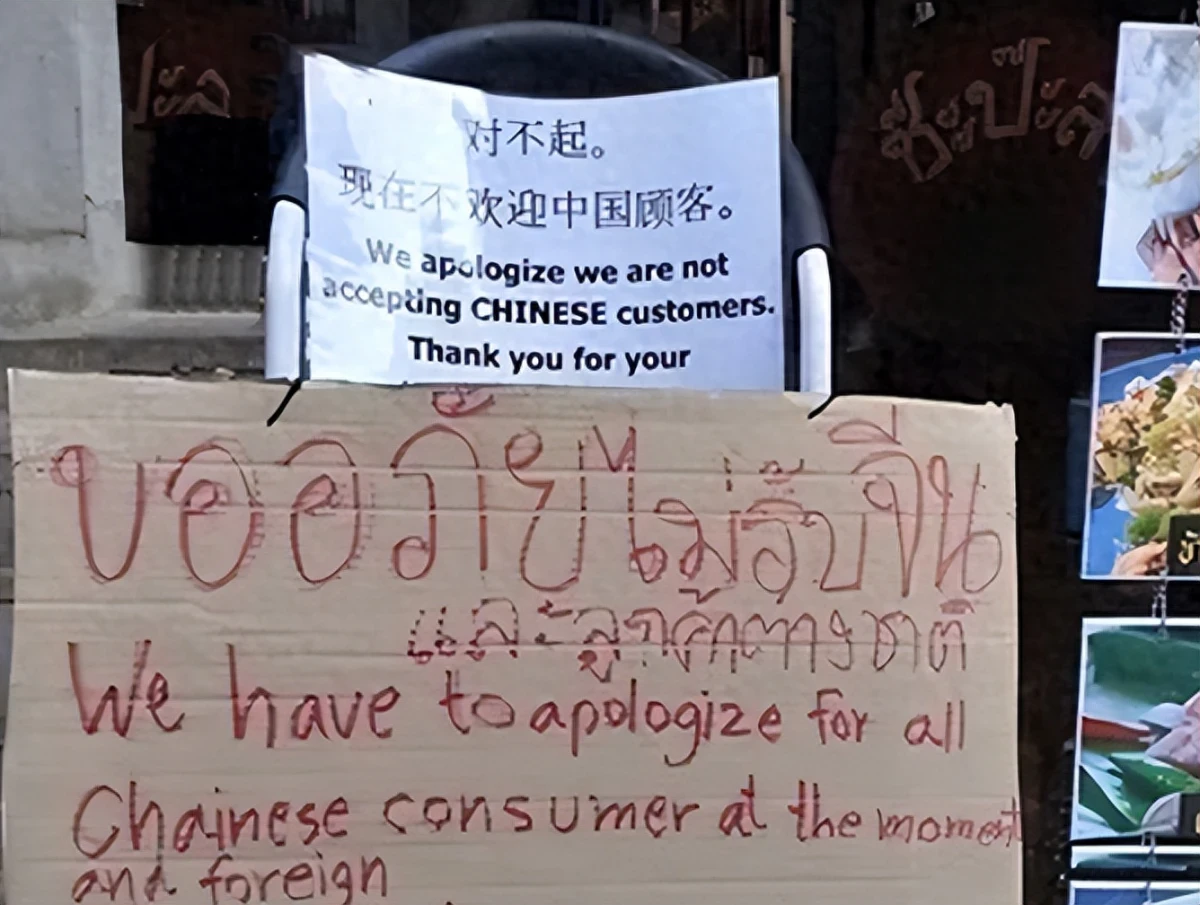 对不起。
现在不欢迎中国顾客。
We apologize we are not
accepting CHINESE customers.
Thank you for your
ขออภัยไม่รับจีน
และลูกค้าต่างชาติ
We have to apologize for all
Chainese consumer at the moment
and foreign